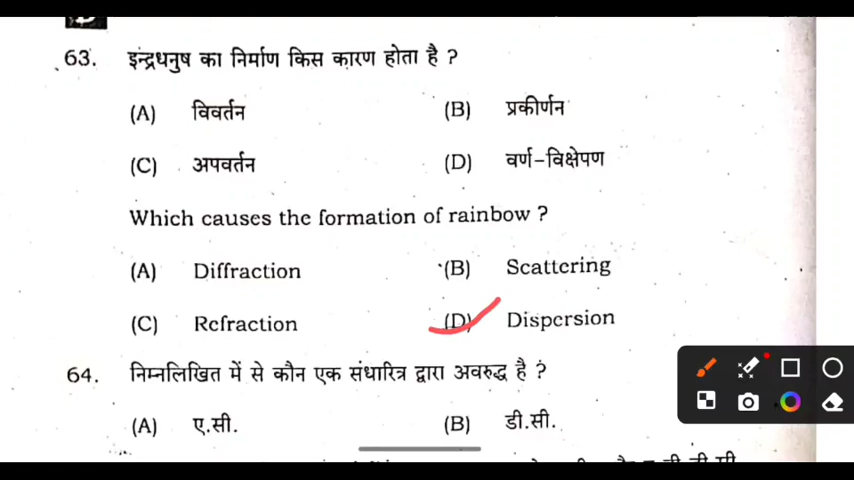 63. इन्द्रधनुष का निर्माण किस कारण होता है ?
(A) विवर्तन (B) प्रकीर्णन
(C) अपवर्तन (D) वर्ण-विक्षेपण
Which causes the formation of rainbow ?
(A) Diffraction (B) Scattering
(C) Refraction (D) Dispersion
64. निम्नलिखित में से कौन एक संधारित्र द्वारा अवरुद्ध है ?
(A) ए.सी. (B) डी.सी.